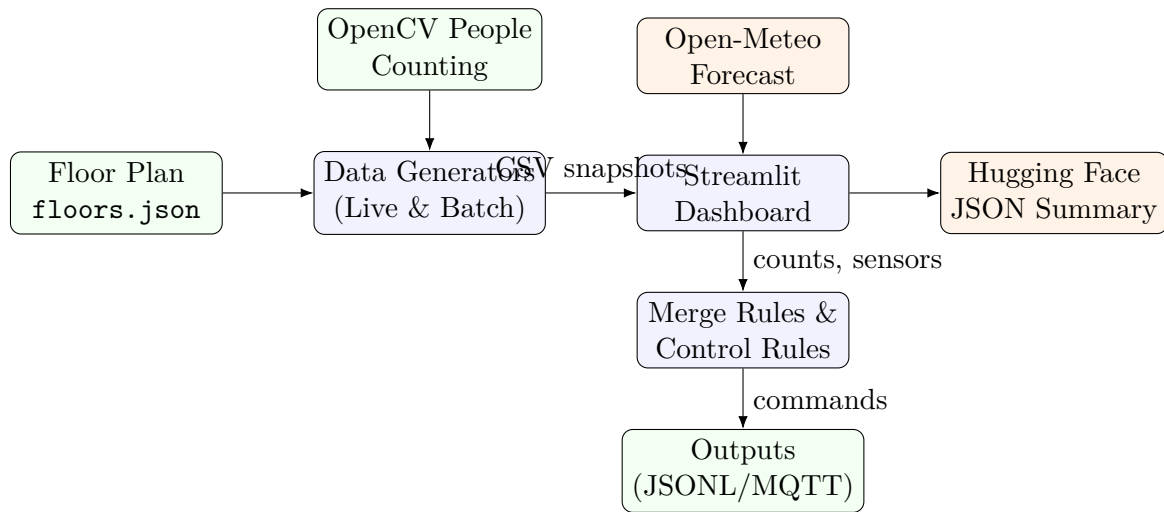 OpenCV People
Counting
Open-Meteo
Forecast
Floor Plan
floors.json
Data Generators
(Live & Batch)
CSV snapshots
Streamlit
Dashboard
Hugging Face
JSON Summary
counts, sensors
Merge Rules &
Control Rules
commands
Outputs
(JSONL/MQTT)